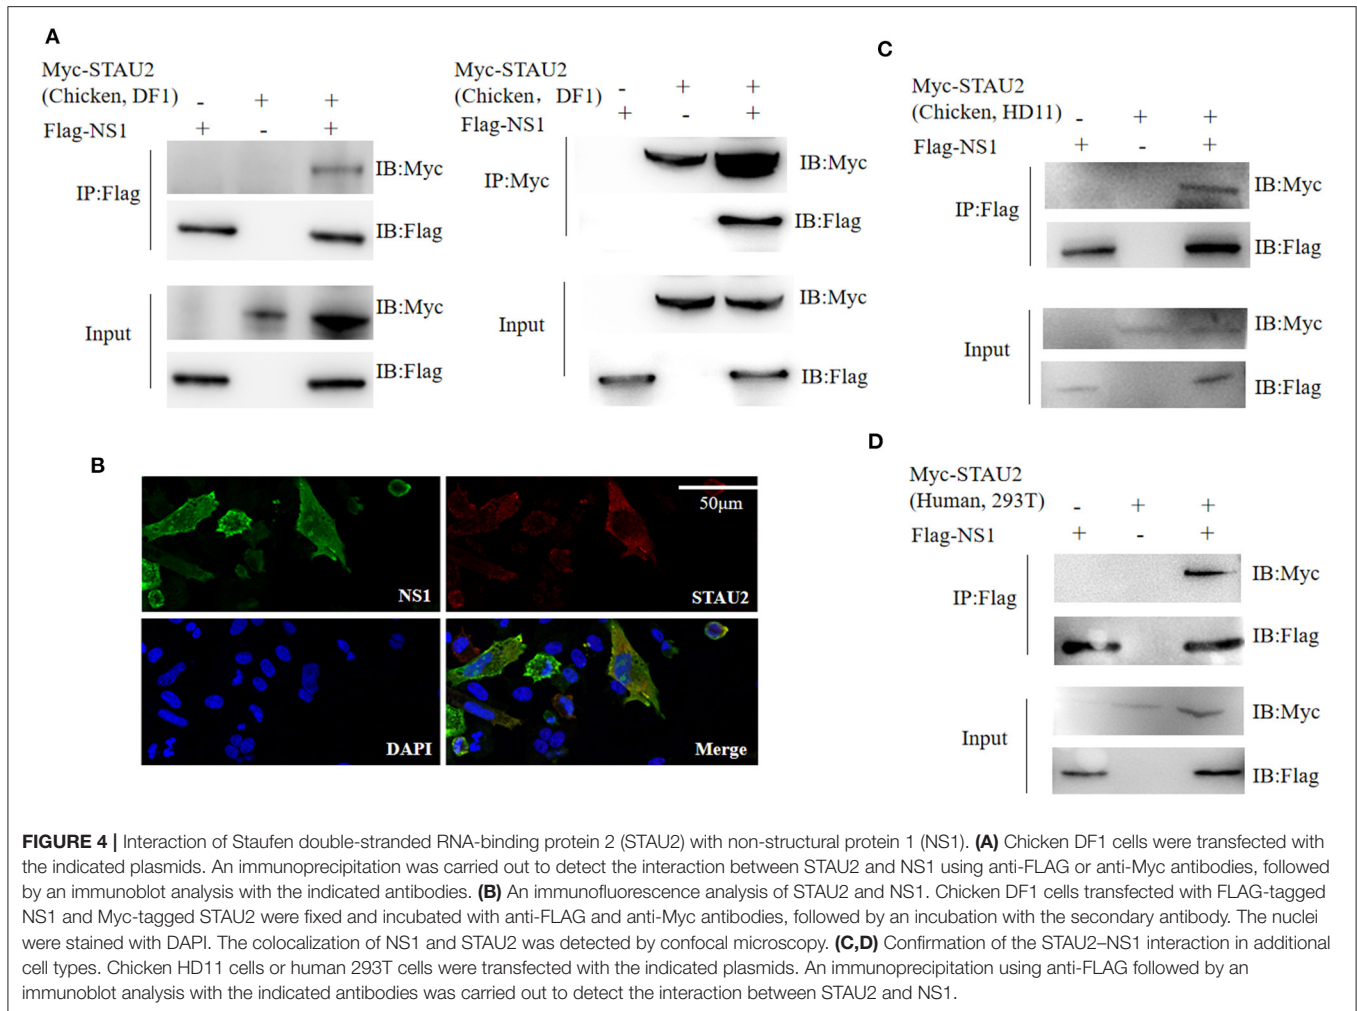 A
Myc-STAU2
(Chicken, DF1) - + +
Flag-NS1 + - +
IP:Flag
IB:Myc
IB:Flag
Input
IB:Myc
IB:Flag
Myc-STAU2
(Chicken, DF1) - + +
Flag-NS1 + - +
IP:Myc
IB:Myc
IB:Flag
Input
IB:Myc
IB:Flag
C
Myc-STAU2
(Chicken, HD11) - + +
Flag-NS1 + - +
IP:Flag
IB:Myc
IB:Flag
Input
IB:Myc
IB:Flag
B
50μm
NS1
STAU2
DAPI
Merge
D
Myc-STAU2
(Human, 293T) - + +
Flag-NS1 + - +
IP:Flag
IB:Myc
IB:Flag
Input
IB:Myc
IB:Flag
FIGURE 4 | Interaction of Staufen double-stranded RNA-binding protein 2 (STAU2) with non-structural protein 1 (NS1). (A) Chicken DF1 cells were transfected with
the indicated plasmids. An immunoprecipitation was carried out to detect the interaction between STAU2 and NS1 using anti-FLAG or anti-Myc antibodies, followed
by an immunoblot analysis with the indicated antibodies. (B) An immunofluorescence analysis of STAU2 and NS1. Chicken DF1 cells transfected with FLAG-tagged
NS1 and Myc-tagged STAU2 were fixed and incubated with anti-FLAG and anti-Myc antibodies, followed by an incubation with the secondary antibody. The nuclei
were stained with DAPI. The colocalization of NS1 and STAU2 was detected by confocal microscopy. (C,D) Confirmation of the STAU2–NS1 interaction in additional
cell types. Chicken HD11 cells or human 293T cells were transfected with the indicated plasmids. An immunoprecipitation using anti-FLAG followed by an
immunoblot analysis with the indicated antibodies was carried out to detect the interaction between STAU2 and NS1.